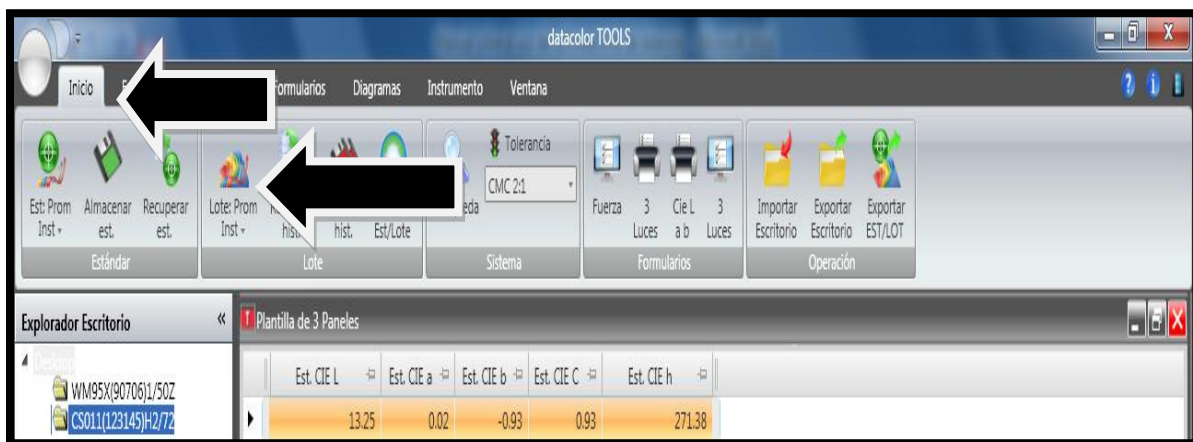 datacolor TOOLS
Inicio Formularios Diagramas Instrumento Ventana
Tolerancia
CMC 2:1
Est: Prom Almacenar Recuperar Lote: Prom Fuerza 3 Cie L 3 Importar Exportar Exportar
Inst est. est. Inst hist. Est/Lote Luces a b Luces Escritorio Escritorio EST/LOT
Estándar Lote Sistema Formularios Operación
Explorador Escritorio « Plantilla de 3 Paneles
Desktop
Est. CIE L Est. CIE a Est. CIE b Est. CIE C Est. CIE h
WM95X(90706)1/50Z
CS011(123145)H2/72 13.25 0.02 -0.93 0.93 271.38